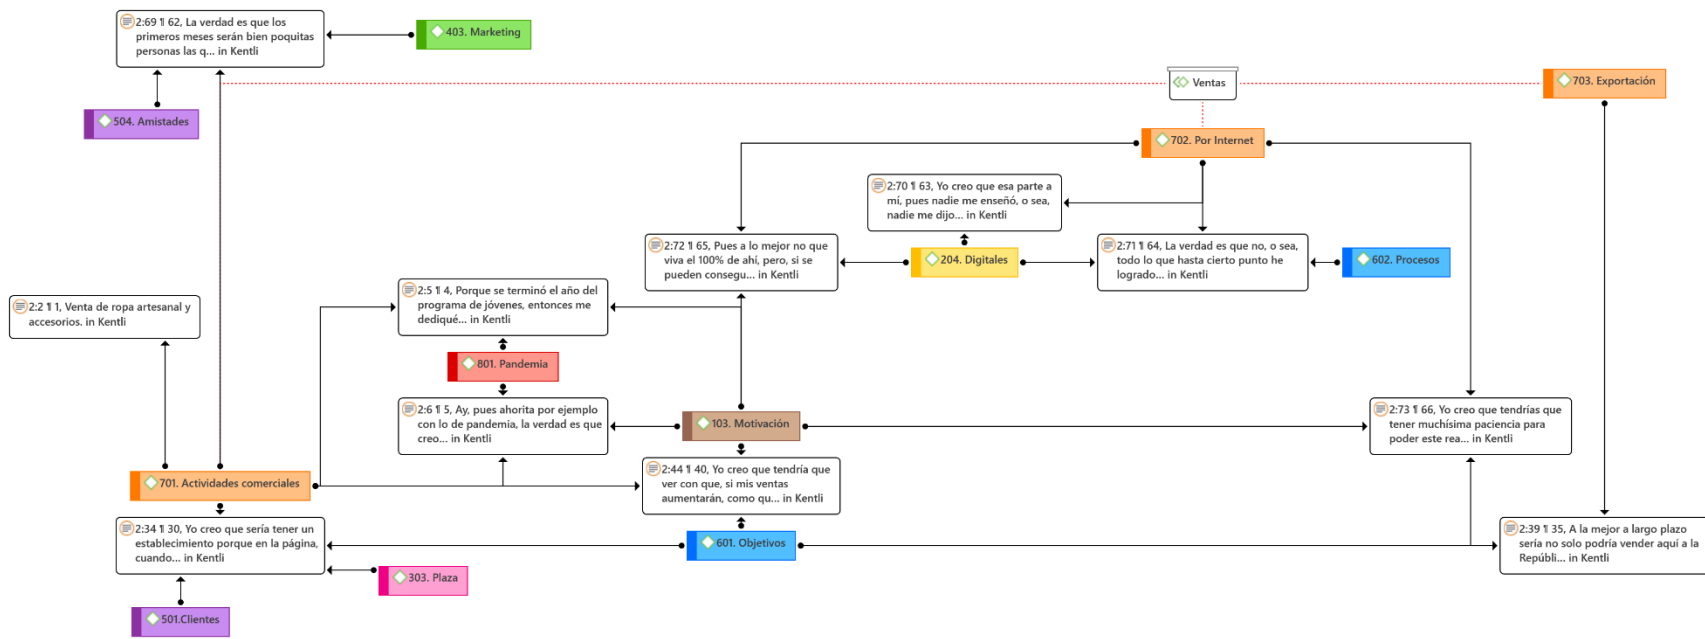 2:69 ¶ 62, La verdad es que los
primeros meses serán bien poquitas
personas las q... in Kentli
403. Marketing
Ventas
703. Exportación
504. Amistades
702. Por Internet
2:70 ¶ 63, Yo creo que esa parte a
mí, pues nadie me enseñó, o sea,
nadie me dijo... in Kentli
2:72 ¶ 65, Pues a lo mejor no que
viva el 100% de ahí, pero, si se
pueden consegu... in Kentli
204. Digitales
2:71 ¶ 64, La verdad es que no, o sea,
todo lo que hasta cierto punto he
logrado... in Kentli
602. Procesos
2:5 ¶ 4, Porque se terminó el año del
programa de jóvenes, entonces me
dediqué... in Kentli
2:2 ¶ 1, Venta de ropa artesanal y
accesorios. in Kentli
801. Pandemia
2:6 ¶ 5, Ay, pues ahorita por ejemplo
con lo de pandemia, la verdad es que
creo... in Kentli
103. Motivación
2:73 ¶ 66, Yo creo que tendrías que
tener muchísima paciencia para
poder este rea... in Kentli
2:44 ¶ 40, Yo creo que tendría que
ver con que, si mis ventas
aumentarán, como qu... in Kentli
701. Actividades comerciales
2:34 ¶ 30, Yo creo que sería tener un
establecimiento porque en la página,
cuando... in Kentli
601. Objetivos
2:39 ¶ 35, A la mejor a largo plazo
sería no solo podría vender aquí a la
Repúbli... in Kentli
303. Plaza
501.Clientes